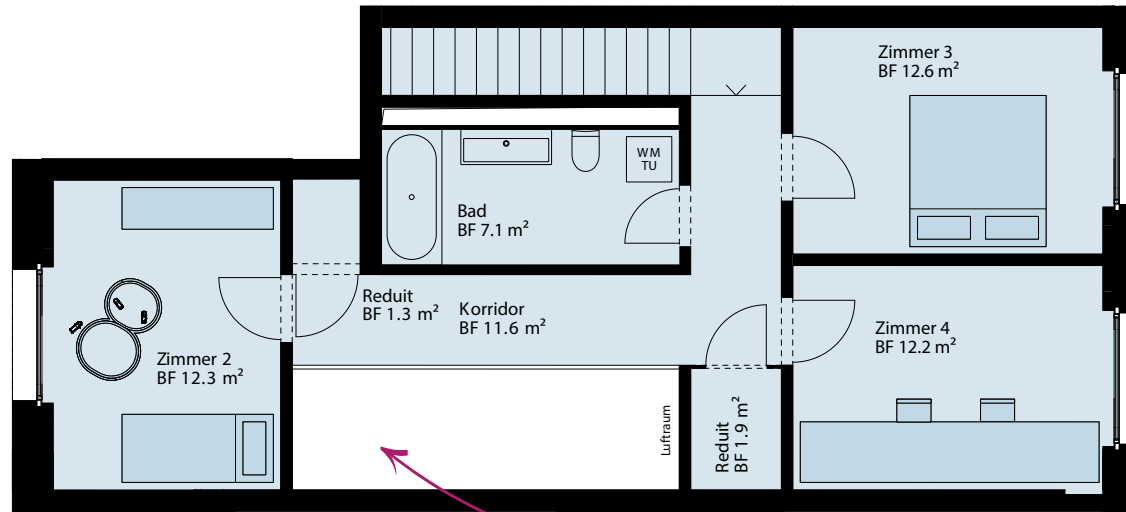 Zimmer 3
BF 12.6 m²
WM
TU
Bad
BF 7.1 m²
Reduit
BF 1.3 m²
Korridor
BF 11.6 m²
Zimmer 4
BF 12.2 m²
Zimmer 2
BF 12.3 m²
Luftraum
Reduit
BF 1.9 m²